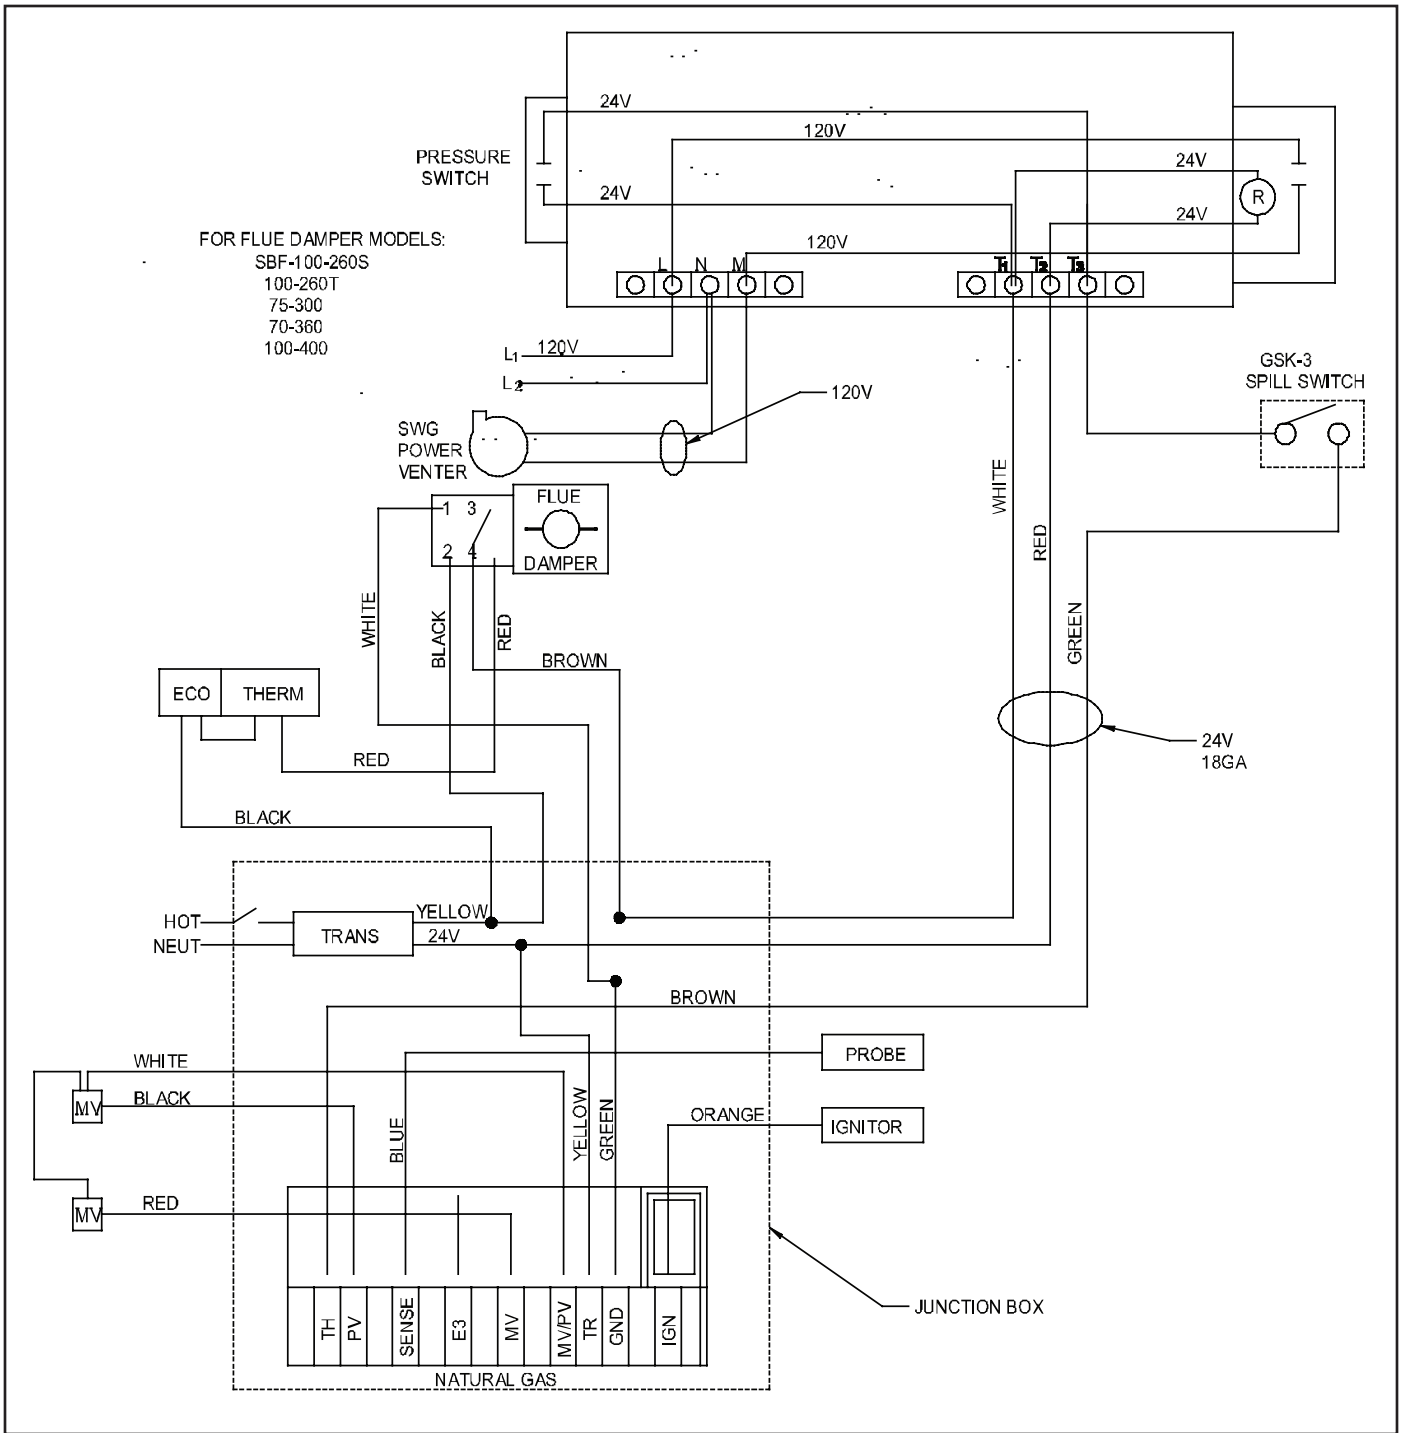 24V
120V
PRESSURE
SWITCH
24V
24V
R
24V
120V
FOR FLUE DAMPER MODELS:
SBF-100-260S
100-260T
75-300
70-360
100-400
L N M
T1 T2 T3
L1 120V
L2
GSK-3
SPILL SWITCH
120V
SWG
POWER
VENTER
1 3
2 4
FLUE
DAMPER
WHITE
RED
GREEN
WHITE
BLACK
RED
BROWN
ECO THERM
RED
24V
18GA
BLACK
HOT
NEUT
TRANS
YELLOW
24V
BROWN
WHITE
BLACK
MV
BLUE
YELLOW
GREEN
PROBE
ORANGE
IGNITOR
MV
RED
JUNCTION BOX
TH PV SENSE E3 MV MV/PV TR GND IGN
NATURAL GAS